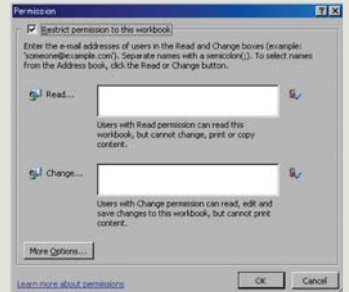 Permission
Restrict permission to this workbook
Enter the e-mail addresses of users in the Read and Change boxes (example:
'someone@example.com'). Separate names with a semicolon(;). To select names
from the Address book, click the Read or Change button.
Read...
Users with Read permission can read this
workbook, but cannot change, print or copy
content.
Change...
Users with Change permission can read, edit and
save changes to this workbook, but cannot print
content.
More Options...
Learn more about permissions
OK
Cancel